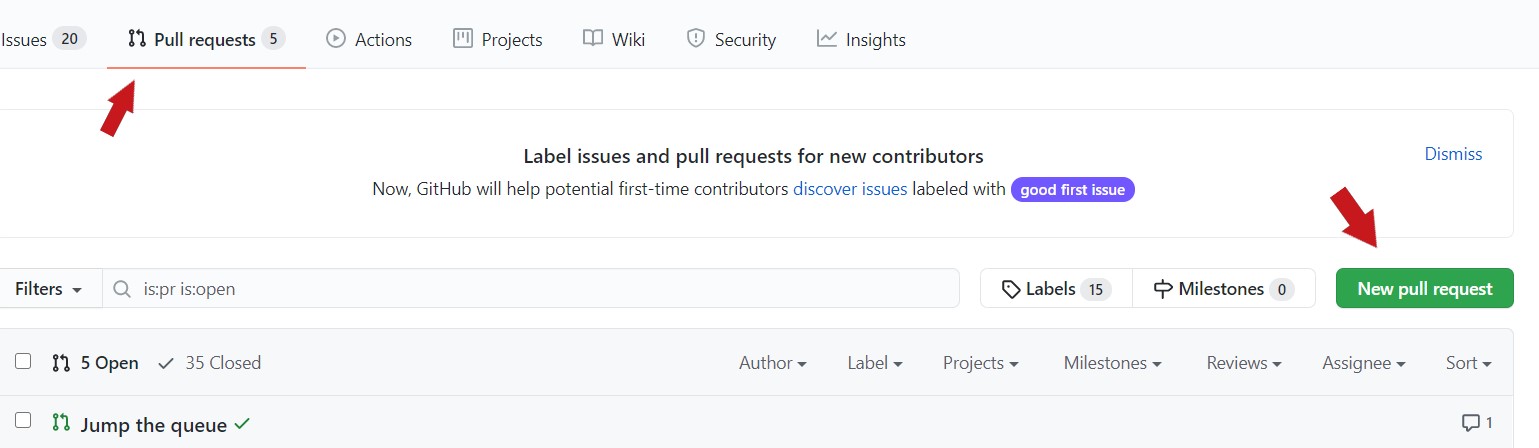 Issues 20 Pull requests 5 Actions Projects Wiki Security Insights
Label issues and pull requests for new contributors
Dismiss
Now, GitHub will help potential first-time contributors discover issues labeled with good first issue
Filters is:pr is:open Labels 15 Milestones 0 New pull request
5 Open 35 Closed Author Label Projects Milestones Reviews Assignee Sort
Jump the queue 1